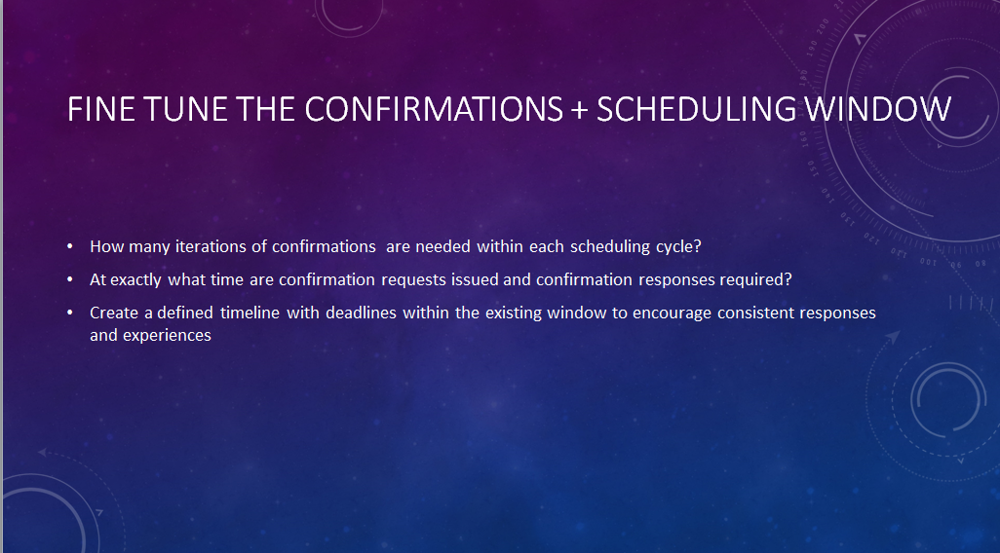 FINE TUNE THE CONFIRMATIONS + SCHEDULING WINDOW
• How many iterations of confirmations are needed within each scheduling cycle?
• At exactly what time are confirmation requests issued and confirmation responses required?
• Create a defined timeline with deadlines within the existing window to encourage consistent responses
and experiences